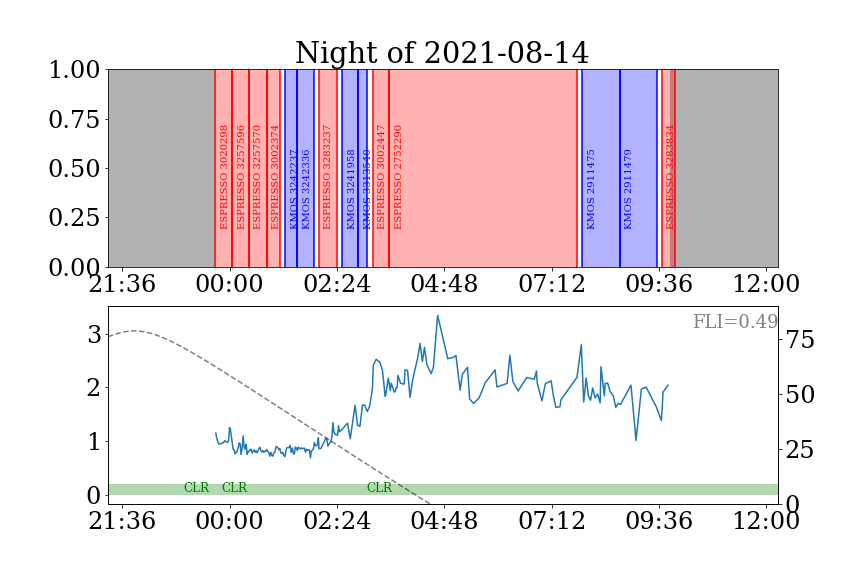 Night of 2021-08-14
1.00
0.75
0.50
0.25
0.00
ESPRESSO 3020298
ESPRESSO 3257596
ESPRESSO 3257570
ESPRESSO 3002374
KMOS 3242237
KMOS 3242336
ESPRESSO 3283237
KMOS 3241958
KMOS 3313540
ESPRESSO 3002447
ESPRESSO 2752290
KMOS 2911475
KMOS 2911479
ESPRESSO 3283834
21:36 00:00 02:24 04:48 07:12 09:36 12:00
FLI=0.49
3
2
1
0
75
50
25
0
CLR CLR CLR
21:36 00:00 02:24 04:48 07:12 09:36 12:00